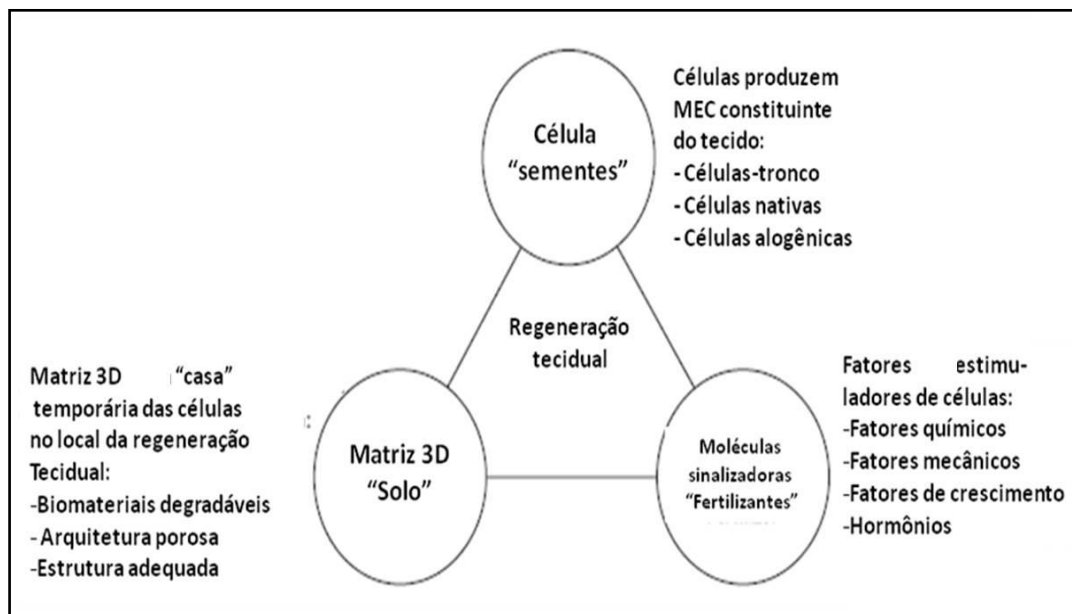 Célula
“sementes”
Células produzem
MEC constituinte
do tecido:
- Células-tronco
- Células nativas
- Células alogênicas
Regeneração
tecidual
Matriz 3D “casa”
temporária das células
no local da regeneração
Tecidual:
-Biomateriais degradáveis
- Arquitetura porosa
-Estrutura adequada
Matriz 3D
“Solo”
Moléculas
sinalizadoras
“Fertilizantes”
Fatores estimu-
ladores de células:
-Fatores químicos
-Fatores mecânicos
-Fatores de crescimento
-Hormônios